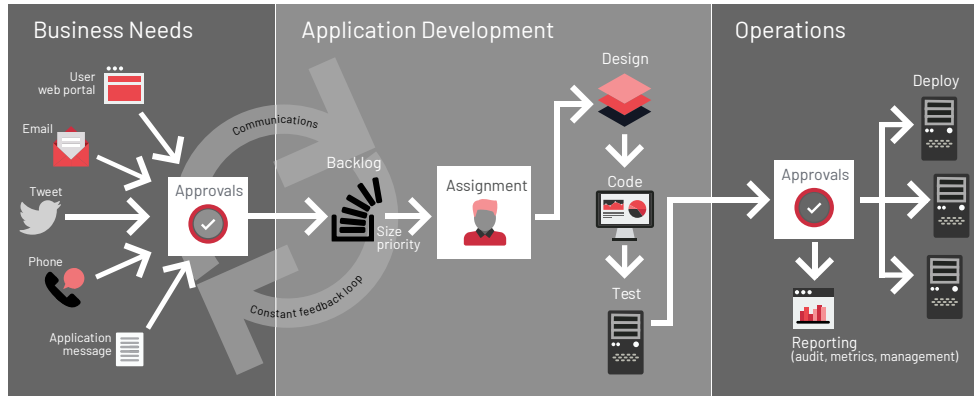 Business Needs
User
web portal
Email
Tweet
Phone
Application
message
Approvals
Application Development
Communications
Backlog
Size
priority
Constant feedback loop
Assignment
Design
Code
Test
Operations
Approvals
Deploy
Reporting
(audit, metrics, management)